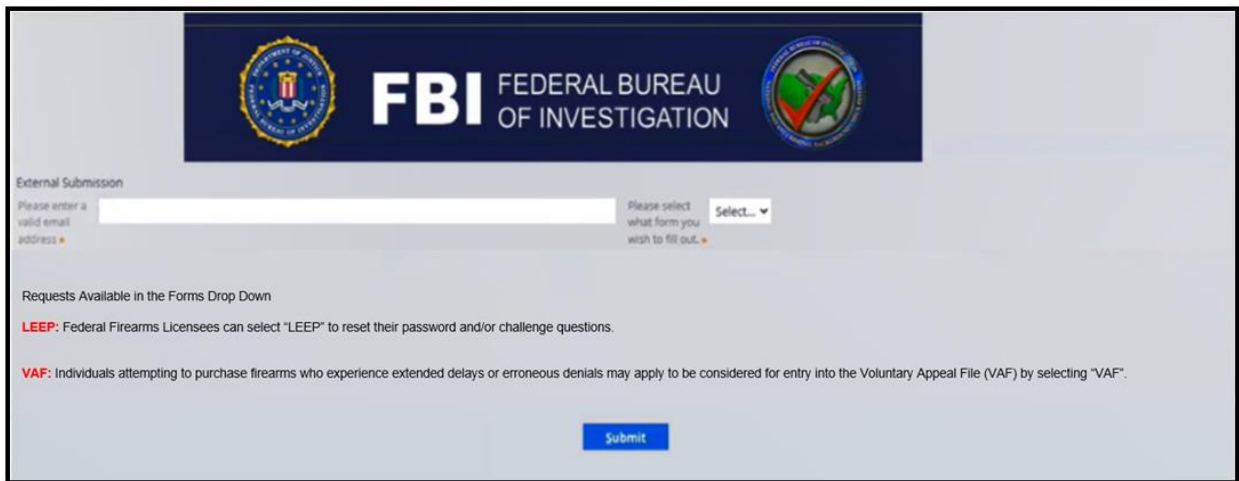 FBI FEDERAL BUREAU
OF INVESTIGATION
External Submission
Please enter a
valid email
address *
Please select
what form you
wish to fill out. *
Select...
Requests Available in the Forms Drop Down
LEEP: Federal Firearms Licensees can select “LEEP” to reset their password and/or challenge questions.
VAF: Individuals attempting to purchase firearms who experience extended delays or erroneous denials may apply to be considered for entry into the Voluntary Appeal File (VAF) by selecting “VAF”.
Submit